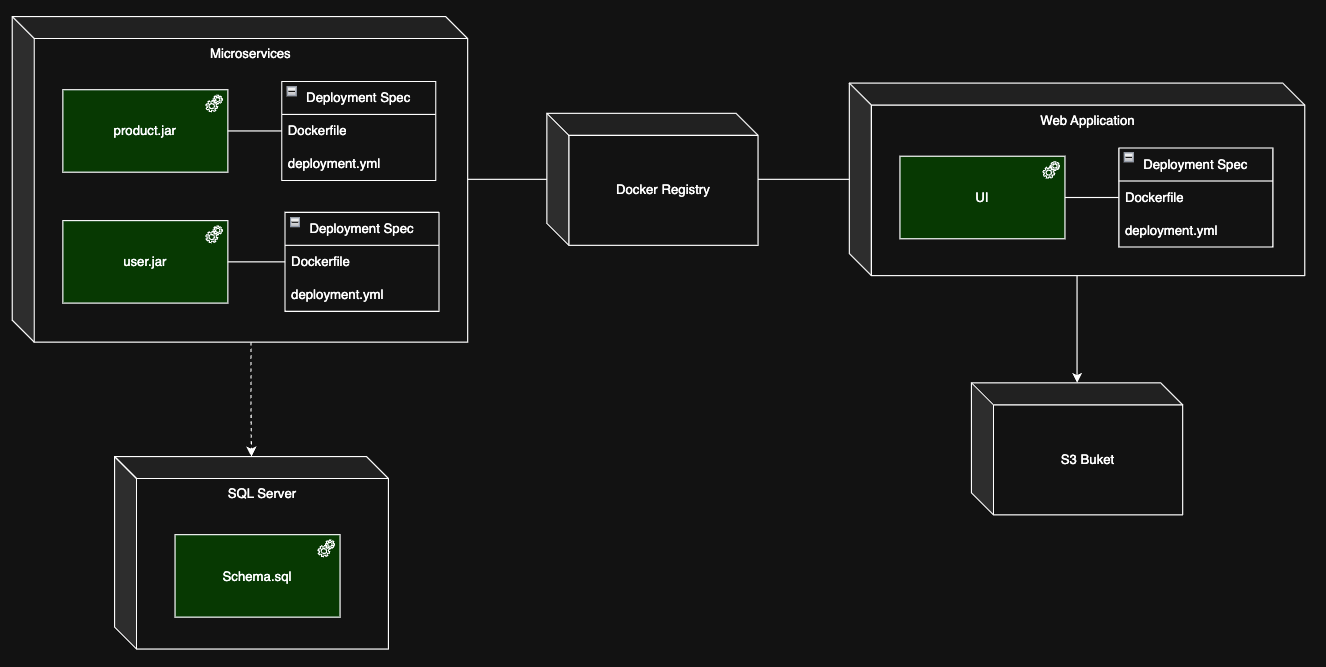 Microservices
product.jar
Deployment Spec
Dockerfile
deployment.yml
user.jar
Deployment Spec
Dockerfile
deployment.yml
Docker Registry
Web Application
UI
Deployment Spec
Dockerfile
deployment.yml
SQL Server
Schema.sql
S3 Buket